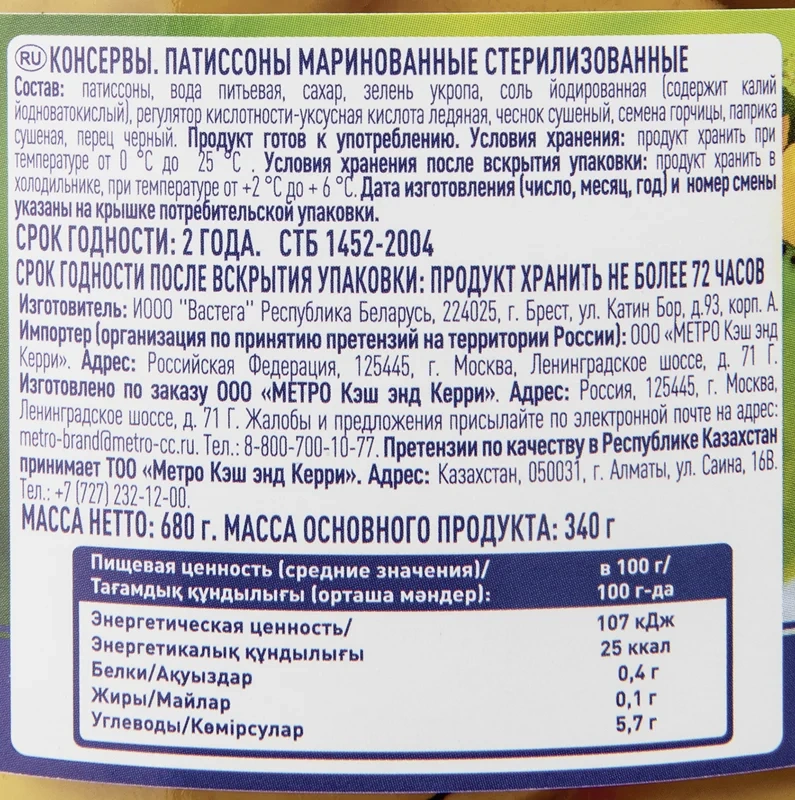 RU КОНСЕРВЫ. ПАТИССОНЫ МАРИНОВАННЫЕ СТЕРИЛИЗОВАННЫЕ
Состав: патиссоны, вода питьевая, сахар, зелень укропа, соль йодированная (содержит калий
йодноватокислый), регулятор кислотности-уксусная кислота ледяная, чеснок сушеный, семена горчицы, паприка
сушеная, перец черный. Продукт готов к употреблению. Условия хранения: продукт хранить при
температуре от 0 °С до 25 °С . Условия хранения после вскрытия упаковки: продукт хранить в
холодильнике, при температуре от +2 °С до + 6 °С. Дата изготовления (число, месяц, год) и номер смены
указаны на крышке потребительской упаковки.
СРОК ГОДНОСТИ: 2 ГОДА. СТБ 1452-2004
СРОК ГОДНОСТИ ПОСЛЕ ВСКРЫТИЯ УПАКОВКИ: ПРОДУКТ ХРАНИТЬ НЕ БОЛЕЕ 72 ЧАСОВ
Изготовитель: ИООО "Вастега" Республика Беларусь, 224025, г. Брест, ул. Катин Бор, д.93, корп. А.
Импортер (организация по принятию претензий на территории России): ООО «МЕТРО Кэш энд
Керри». Адрес: Российская Федерация, 125445, г. Москва, Ленинградское шоссе, д. 71 Г.
Изготовлено по заказу ООО «МЕТРО Кэш энд Керри». Адрес: Россия, 125445, г. Москва,
Ленинградское шоссе, д. 71 Г. Жалобы и предложения присылайте по электронной почте на адрес:
metro-brand@metro-cc.ru. Тел.: 8-800-700-10-77. Претензии по качеству в Республике Казахстан
принимает ТОО «Метро Кэш энд Керри». Адрес: Казахстан, 050031, г. Алматы, ул. Саина, 16В.
Тел.: +7 (727) 232-12-00.
МАССА НЕТТО: 680 г. МАССА ОСНОВНОГО ПРОДУКТА: 340 г
Пищевая ценность (средние значения)/ в 100 г/
Тағамдық құндылығы (орташа мәндер): 100 г-да
Энергетическая ценность/ 107 кДж
Энергетикалық құндылығы 25 ккал
Белки/Ақуыздар 0,4 г
Жиры/Майлар 0,1 г
Углеводы/Көмірсулар 5,7 г